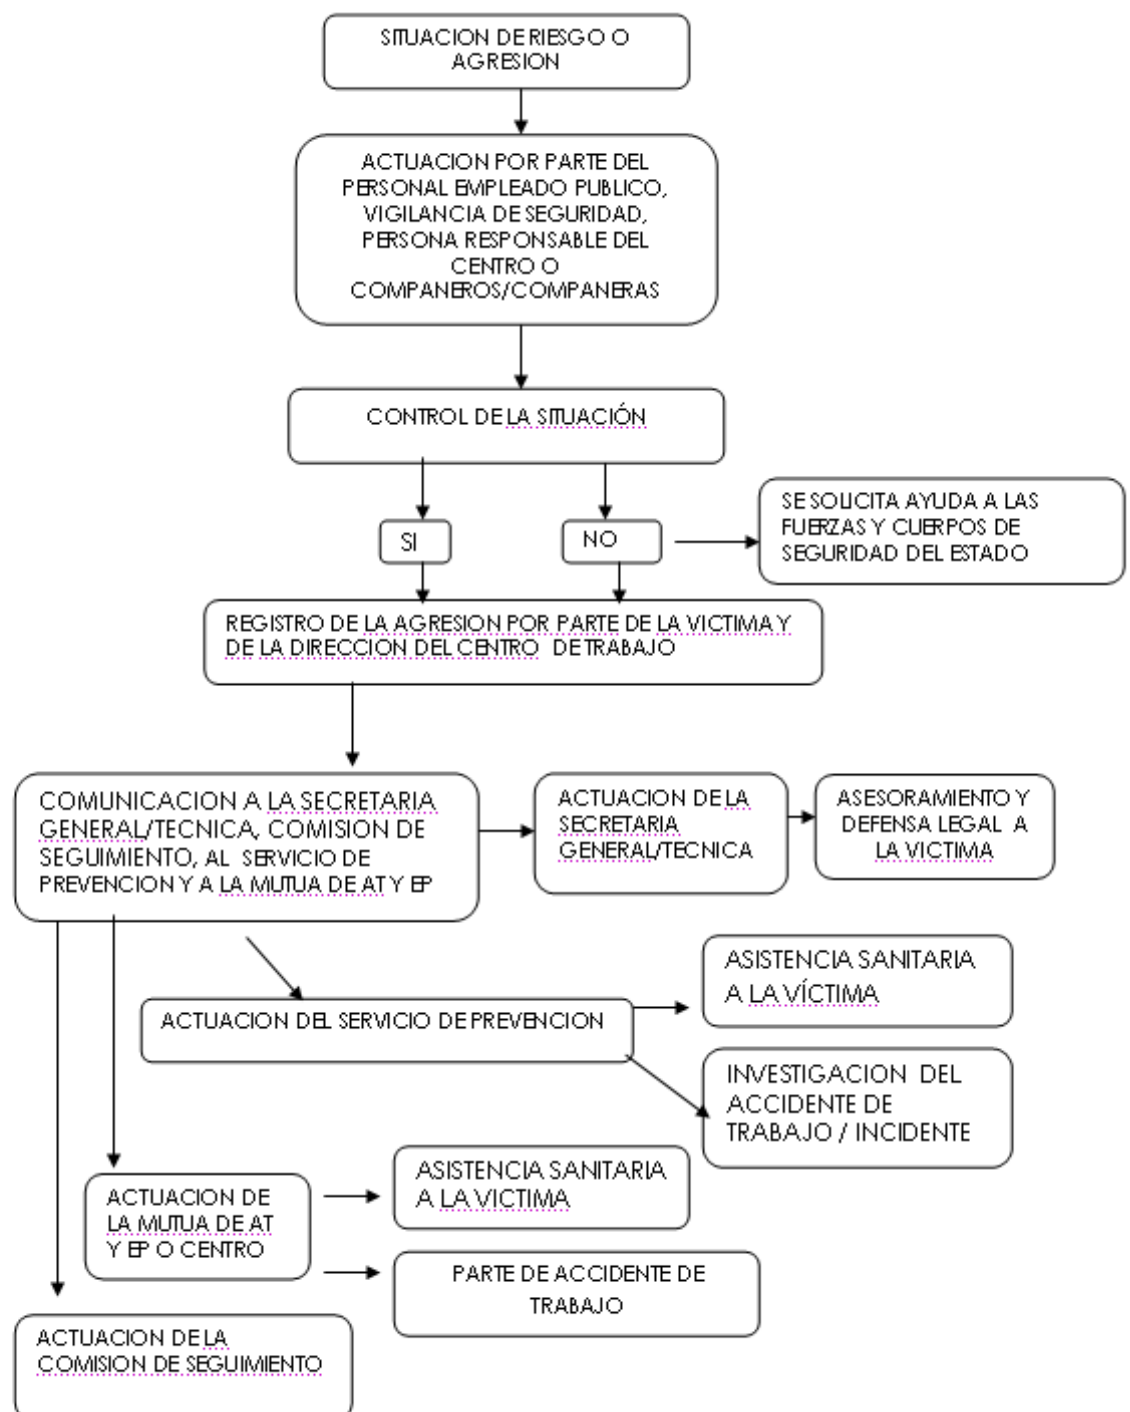 SITUACION DE RIESGO O
AGRESION
ACTUACION POR PARTE DEL
PERSONAL EMPLEADO PUBLICO,
VIGILANCIA DE SEGURIDAD,
PERSONA RESPONSABLE DEL
CENTRO O
COMPANEROS/COMPANERAS
CONTROL DE LA SITUACIÓN
SI
NO
SE SOLICITA AYUDA A LAS
FUERZAS Y CUERPOS DE
SEGURIDAD DEL ESTADO
REGISTRO DE LA AGRESION POR PARTE DE LA VICTIMA Y
DE LA DIRECCION DEL CENTRO DE TRABAJO
COMUNICACION A LA SECRETARIA
GENERAL/TECNICA, COMISION DE
SEGUIMIENTO, AL SERVICIO DE
PREVENCION Y A LA MUTUA DE AT Y EP
ACTUACION DE LA
SECRETARIA
GENERAL/TECNICA
ASESORAMIENTO Y
DEFENSA LEGAL A
LA VICTIMA
ACTUACION DEL SERVICIO DE PREVENCION
ASISTENCIA SANITARIA
A LA VÍCTIMA
INVESTIGACION DEL
ACCIDENTE DE
TRABAJO / INCIDENTE
ACTUACION DE
LA MUTUA DE AT
Y EP O CENTRO
ASISTENCIA SANITARIA
A LA VICTIMA
PARTE DE ACCIDENTE DE
TRABAJO
ACTUACION DE LA
COMISION DE SEGUIMIENTO